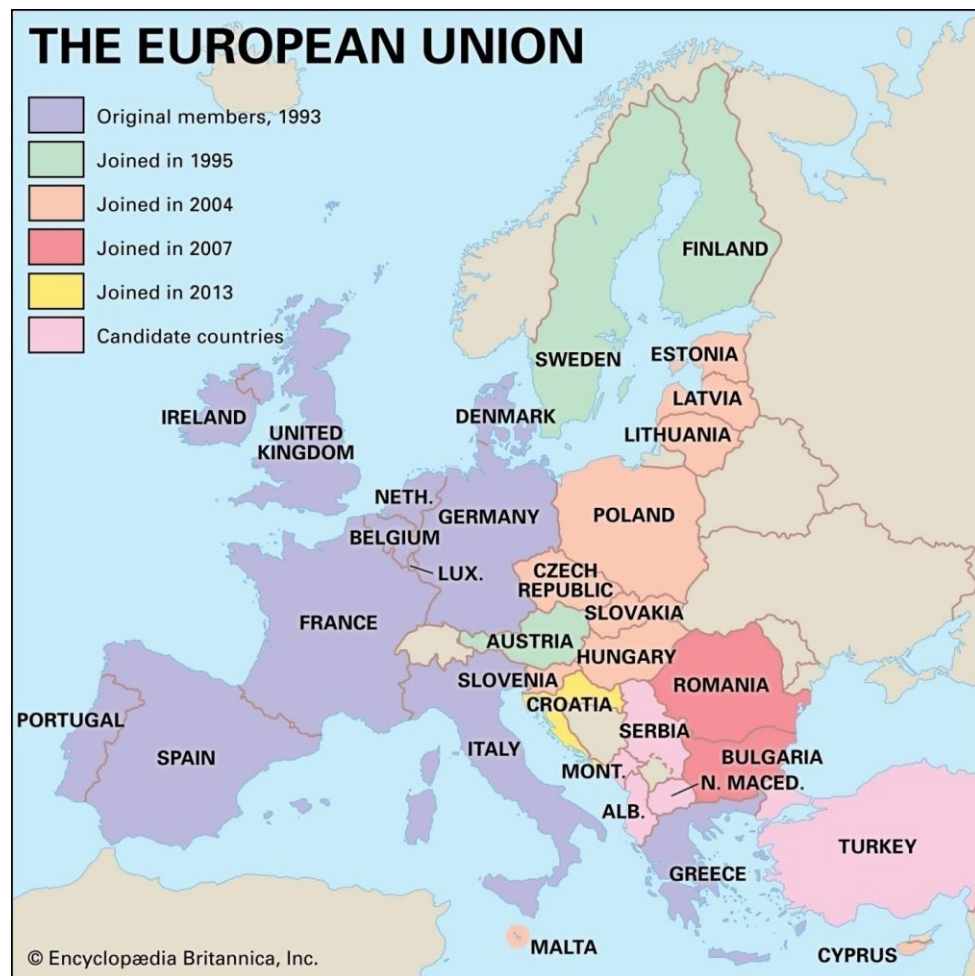 THE EUROPEAN UNION
Original members, 1993
Joined in 1995
Joined in 2004
Joined in 2007
Joined in 2013
Candidate countries
FINLAND
SWEDEN
ESTONIA
LATVIA
LITHUANIA
IRELAND
UNITED
KINGDOM
DENMARK
NETH.
GERMANY
BELGIUM
LUX.
POLAND
CZECH
REPUBLIC
SLOVAKIA
FRANCE
AUSTRIA
HUNGARY
SLOVENIA
CROATIA
ROMANIA
PORTUGAL
SPAIN
ITALY
SERBIA
MONT.
BULGARIA
N. MACED.
ALB.
TURKEY
GREECE
MALTA
CYPRUS
© Encyclopædia Britannica, Inc.